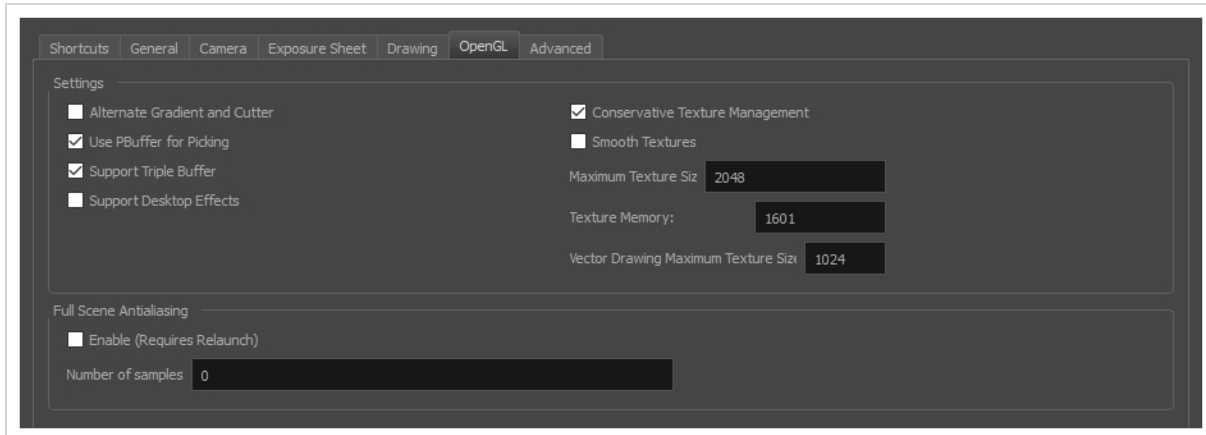 Shortcuts General Camera Exposure Sheet Drawing OpenGL Advanced
Settings
Alternate Gradient and Cutter
Use PBuffer for Picking
Support Triple Buffer
Support Desktop Effects
Conservative Texture Management
Smooth Textures
Maximum Texture Siz 2048
Texture Memory: 1601
Vector Drawing Maximum Texture Size 1024
Full Scene Antialiasing
Enable (Requires Relaunch)
Number of samples 0